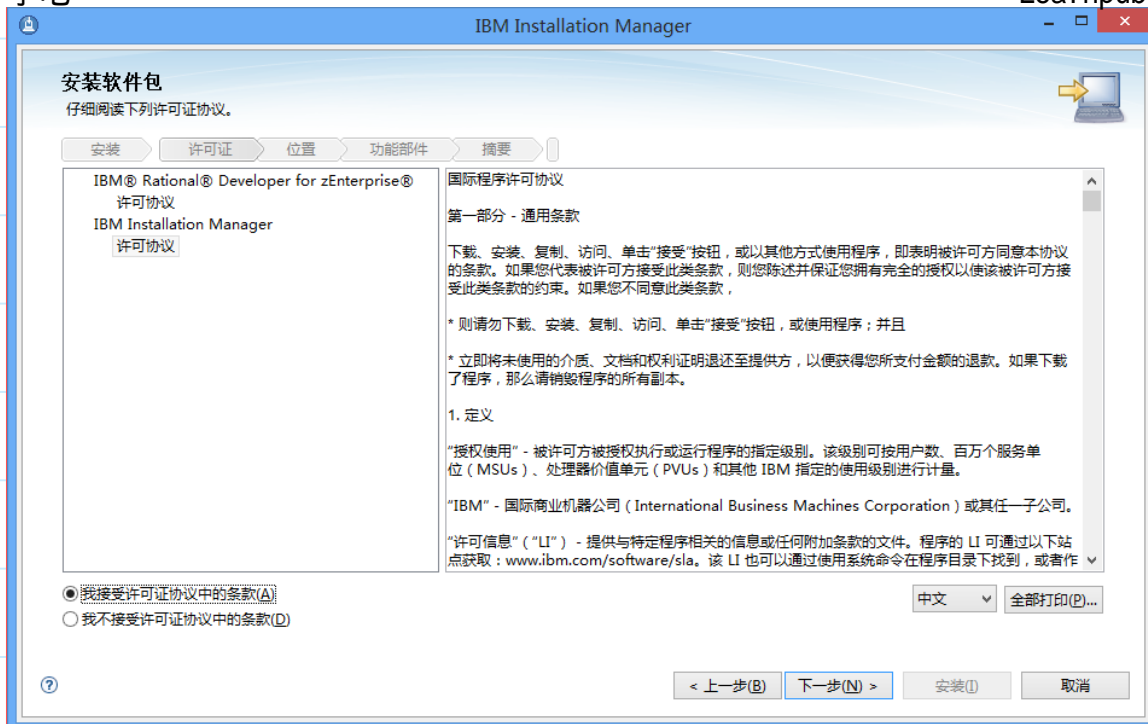 IBM Installation Manager
安装软件包
仔细阅读下列许可证协议。
安装
许可证
位置
功能部件
摘要
IBM® Rational® Developer for zEnterprise®
许可协议
IBM Installation Manager
许可协议
国际程序许可协议
第一部分 - 通用条款
下载、安装、复制、访问、单击“接受”按钮，或以其他方式使用程序，即表明被许可方同意本协议
的条款。如果您代表被许可方接受此类条款，则您陈述并保证您拥有完全的授权以使该被许可方接
受此类条款的约束。如果您不同意此类条款，
* 则请勿下载、安装、复制、访问、单击“接受”按钮，或使用程序；并且
* 立即将未使用的介质、文档和权利证明退还至提供方，以便获得您所支付金额的退款。如果下载
了程序，那么请销毁程序的所有副本。
1. 定义
“授权使用” - 被许可方被授权执行或运行程序的指定级别。该级别可按用户数、百万个服务单
位（MSUs）、处理器价值单元（PVUs）和其他 IBM 指定的使用级别进行计量。
“IBM” - 国际商业机器公司（International Business Machines Corporation）或其任一子公司。
“许可信息”（“LI”） - 提供与特定程序相关的信息或任何附加条款的文件。程序的 LI 可通过以下站
点获取：www.ibm.com/software/sla。该 LI 也可以通过使用系统命令在程序目录下找到，或者作
我接受许可证协议中的条款(A)
我不接受许可证协议中的条款(D)
中文
全部打印(P)...
< 上一步(B)
下一步(N) >
安装(I)
取消